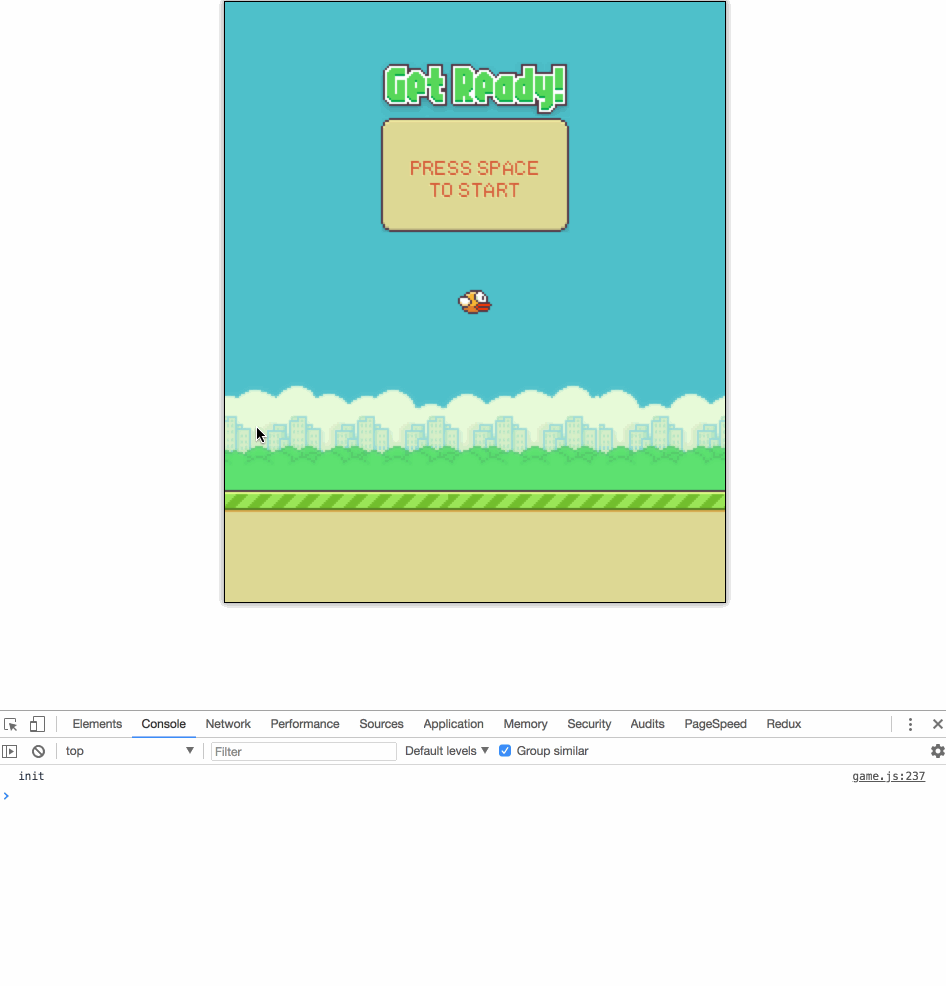 Get Ready!
PRESS SPACE
TO START
Elements Console Network Performance Sources Application Memory Security Audits PageSpeed Redux
top Filter Default levels Group similar
init game.js:237